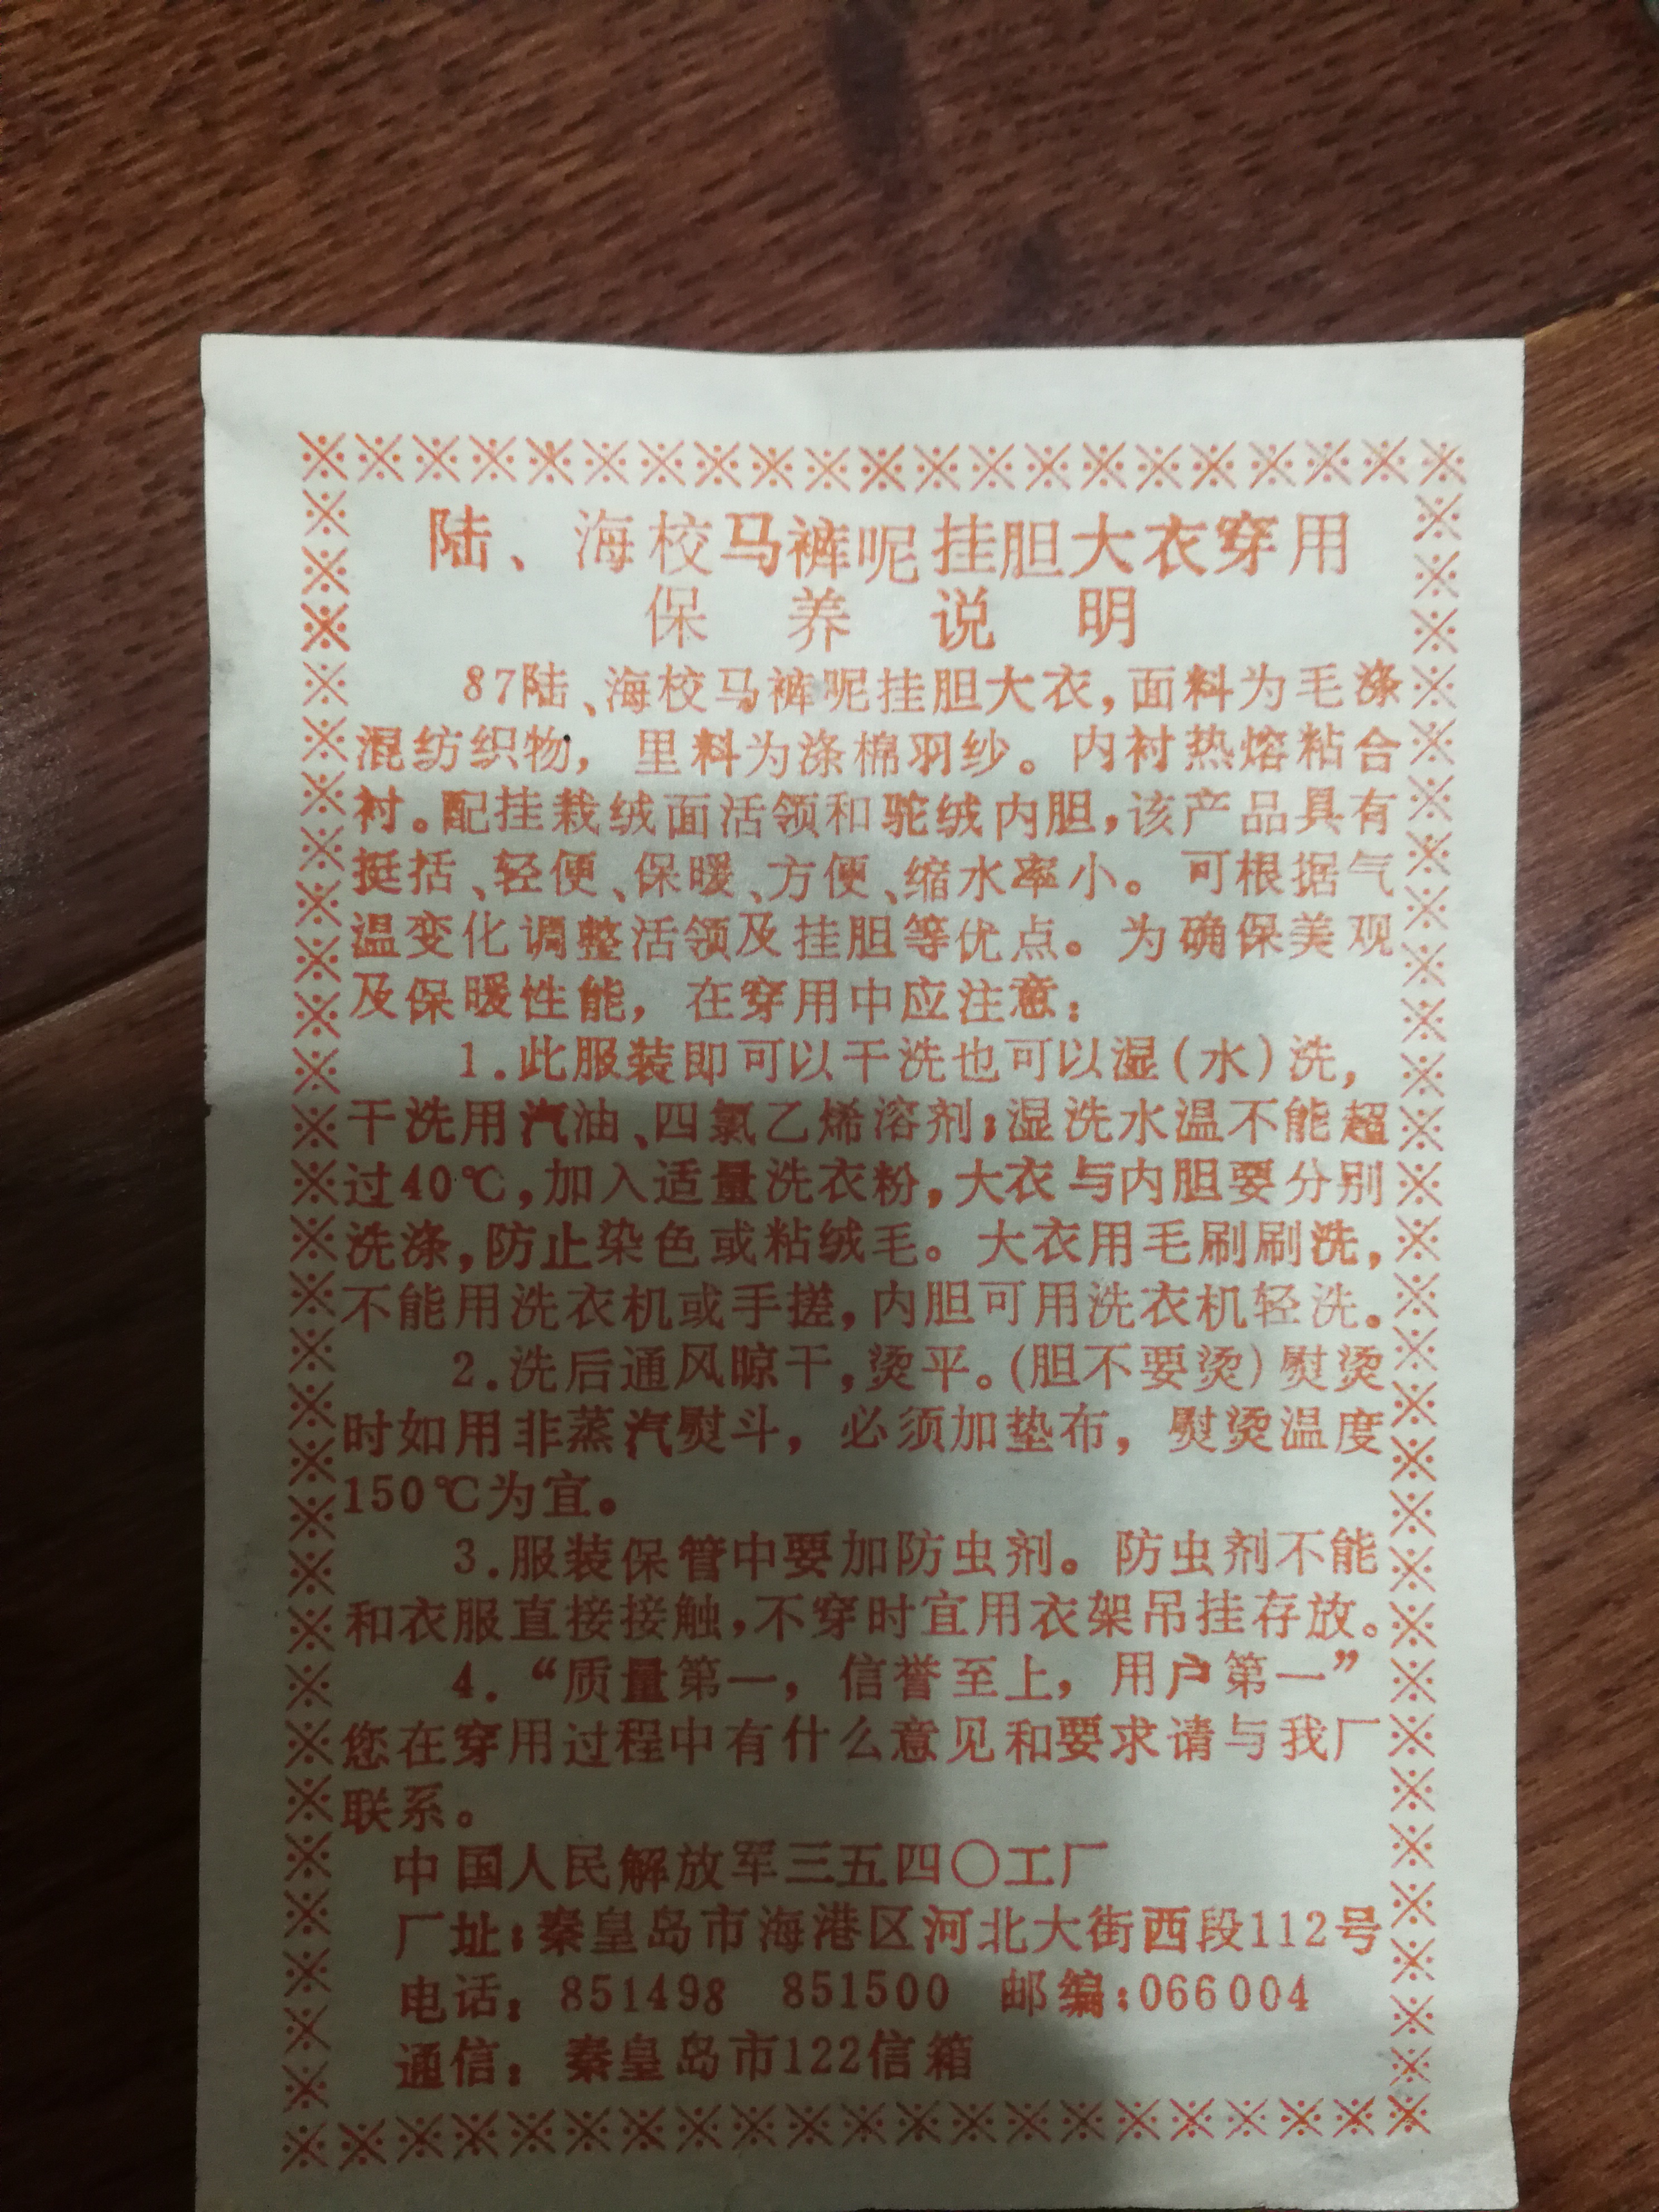 陆、海校马裤呢挂胆大衣穿用
保养说明
87陆、海校马裤呢挂胆大衣,面料为毛涤
混纺织物,里料为涤棉羽纱。内衬热熔粘合
衬。配挂栽绒面活领和驼绒内胆,该产品具有
挺括、轻便、保暖、方便、缩水率小。可根据气
温变化调整活领及挂胆等优点。为确保美观
及保暖性能,在穿用中应注意:
1.此服装即可以干洗也可以湿(水)洗,
干洗用汽油、四氯乙烯溶剂;湿洗水温不能超
过40℃,加入适量洗衣粉,大衣与内胆要分别
洗涤,防止染色或粘绒毛。大衣用毛刷刷洗,
不能用洗衣机或手搓,内胆可用洗衣机轻洗。
2.洗后通风晾干,烫平。(胆不要烫)熨烫
时如用非蒸汽熨斗,必须加垫布,熨烫温度
150℃为宜。
3.服装保管中要加防虫剂。防虫剂不能
和衣服直接接触,不穿时宜用衣架吊挂存放。
4.“质量第一,信誉至上,用户第一”
您在穿用过程中有什么意见和要求请与我厂
联系。
中国人民解放军三五四〇工厂
厂址:秦皇岛市海港区河北大街西段112号
电话:851498 851500 邮编:066004
通信:秦皇岛市122信箱